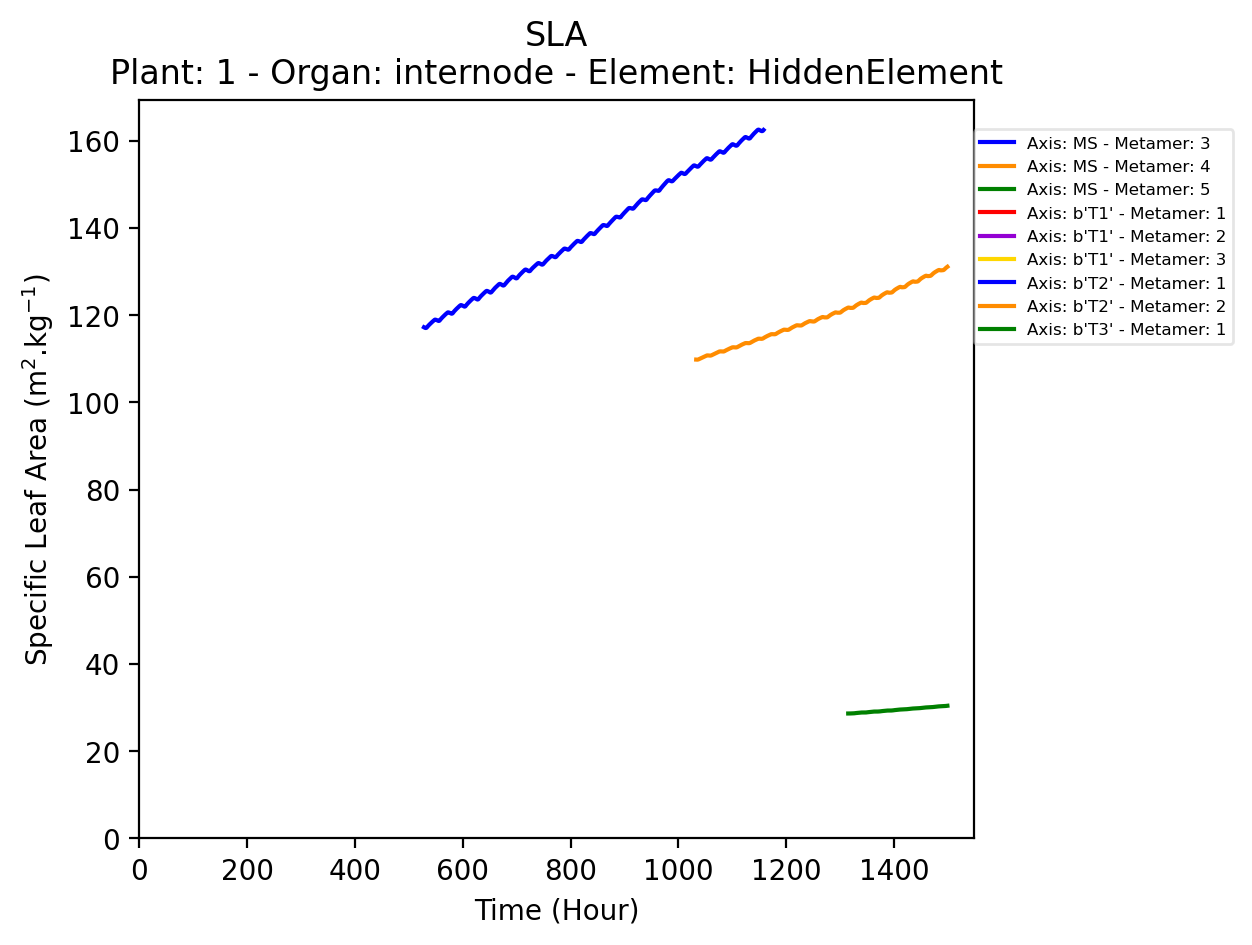 SLA
Plant: 1 - Organ: internode - Element: HiddenElement
160
140
120
100
80
60
40
20
0
Specific Leaf Area (m².kg⁻¹)
0 200 400 600 800 1000 1200 1400
Time (Hour)
Axis: MS - Metamer: 3
Axis: MS - Metamer: 4
Axis: MS - Metamer: 5
Axis: b'T1' - Metamer: 1
Axis: b'T1' - Metamer: 2
Axis: b'T1' - Metamer: 3
Axis: b'T2' - Metamer: 1
Axis: b'T2' - Metamer: 2
Axis: b'T3' - Metamer: 1